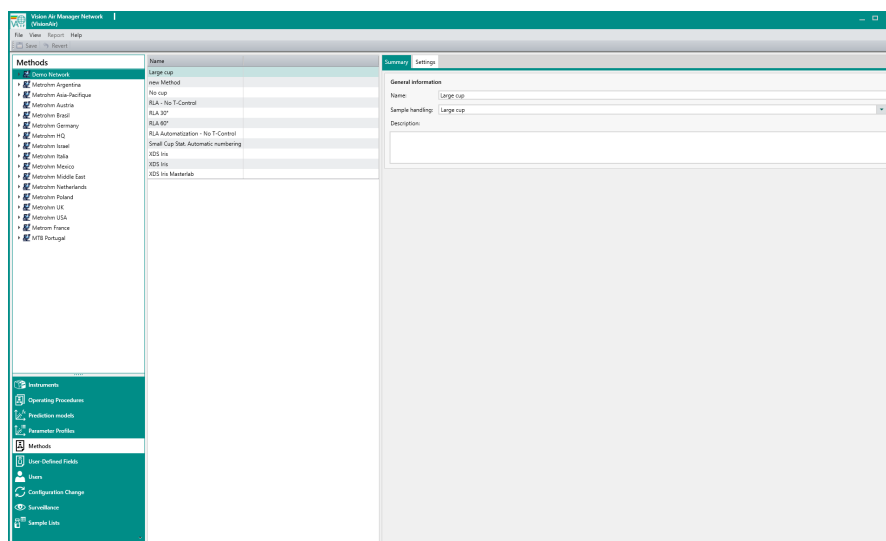 Vision Air Manager Network
(VisionAir)
File View Report Help
Save Revert
Methods
Demo Network
Metrohm Argentina
Metrohm Asia-Pacifique
Metrohm Austria
Metrohm Brasil
Metrohm Germany
Metrohm HQ
Metrohm Israel
Metrohm Italia
Metrohm Mexico
Metrohm Middle East
Metrohm Netherlands
Metrohm Poland
Metrohm UK
Metrohm USA
Metrom France
MTB Portugal
Instruments
Operating Procedures
Prediction models
Parameter Profiles
Methods
User-Defined Fields
Users
Configuration Change
Surveillance
Sample Lists
Name
Large cup
new Method
No cup
RLA - No T-Control
RLA 30°
RLA 60°
RLA Automatization - No T-Control
Small Cup Stat. Automatic numbering
XDS Iris
XDS Iris
XDS Iris Masterlab
Summary Settings
General information
Name: Large cup
Sample handling: Large cup
Description: